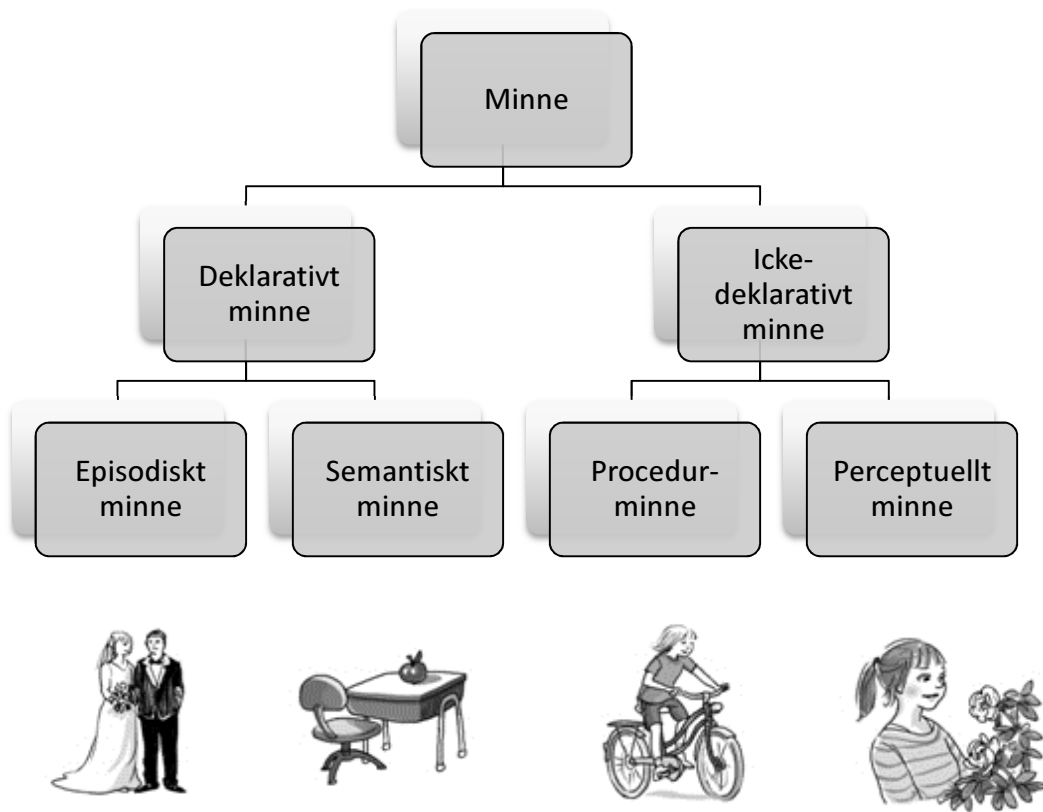 Minne
Deklarativt
minne
Icke-
deklarativt
minne
Episodiskt
minne
Semantiskt
minne
Procedur-
minne
Perceptuellt
minne